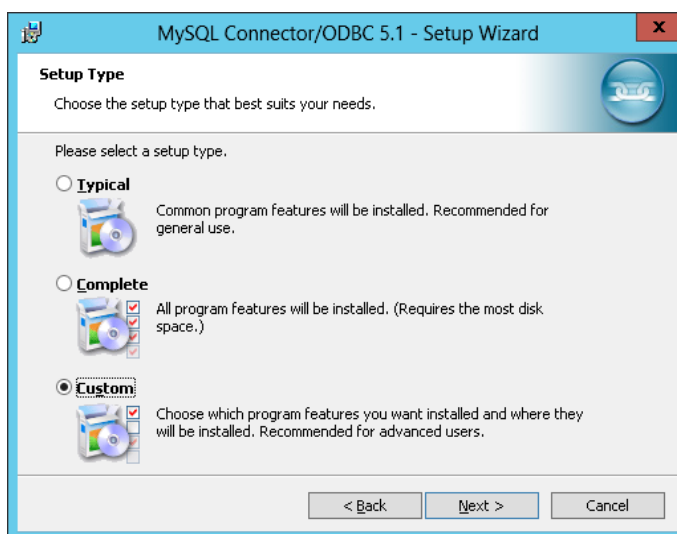 MySQL Connector/ODBC 5.1 - Setup Wizard
x
Setup Type
Choose the setup type that best suits your needs.
Please select a setup type.
Typical
Common program features will be installed. Recommended for
general use.
Complete
All program features will be installed. (Requires the most disk
space.)
Custom
Choose which program features you want installed and where they
will be installed. Recommended for advanced users.
< Back
Next >
Cancel